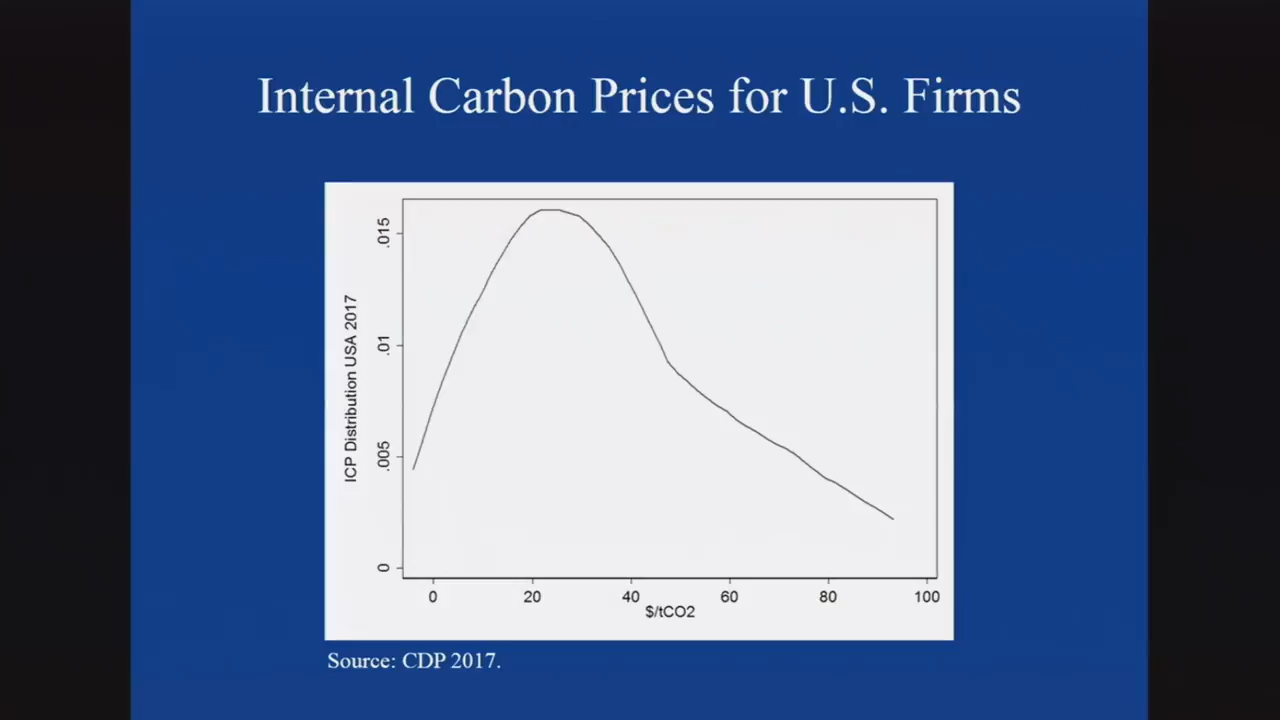 Internal Carbon Prices for U.S. Firms
ICP Distribution USA 2017
.015
.01
.005
0
0 20 40 60 80 100
$/tCO2
Source: CDP 2017.